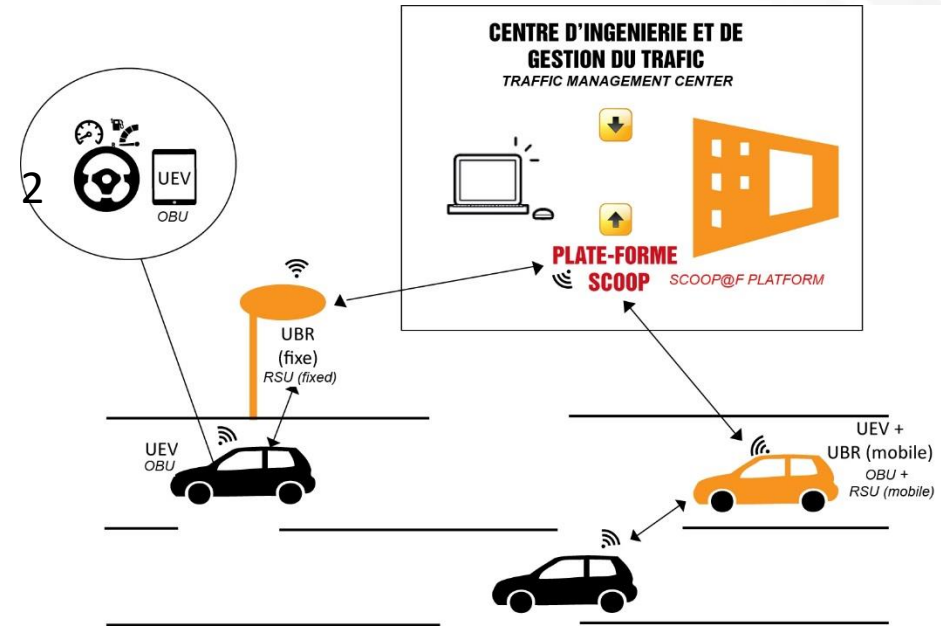 CENTRE D'INGENIERIE ET DE
GESTION DU TRAFIC
TRAFFIC MANAGEMENT CENTER
2
UEV
OBU
PLATE-FORME
SCOOP
SCOOP@F PLATFORM
UBR
(fixe)
RSU (fixed)
UEV
OBU
UEV +
UBR (mobile)
OBU +
RSU (mobile)